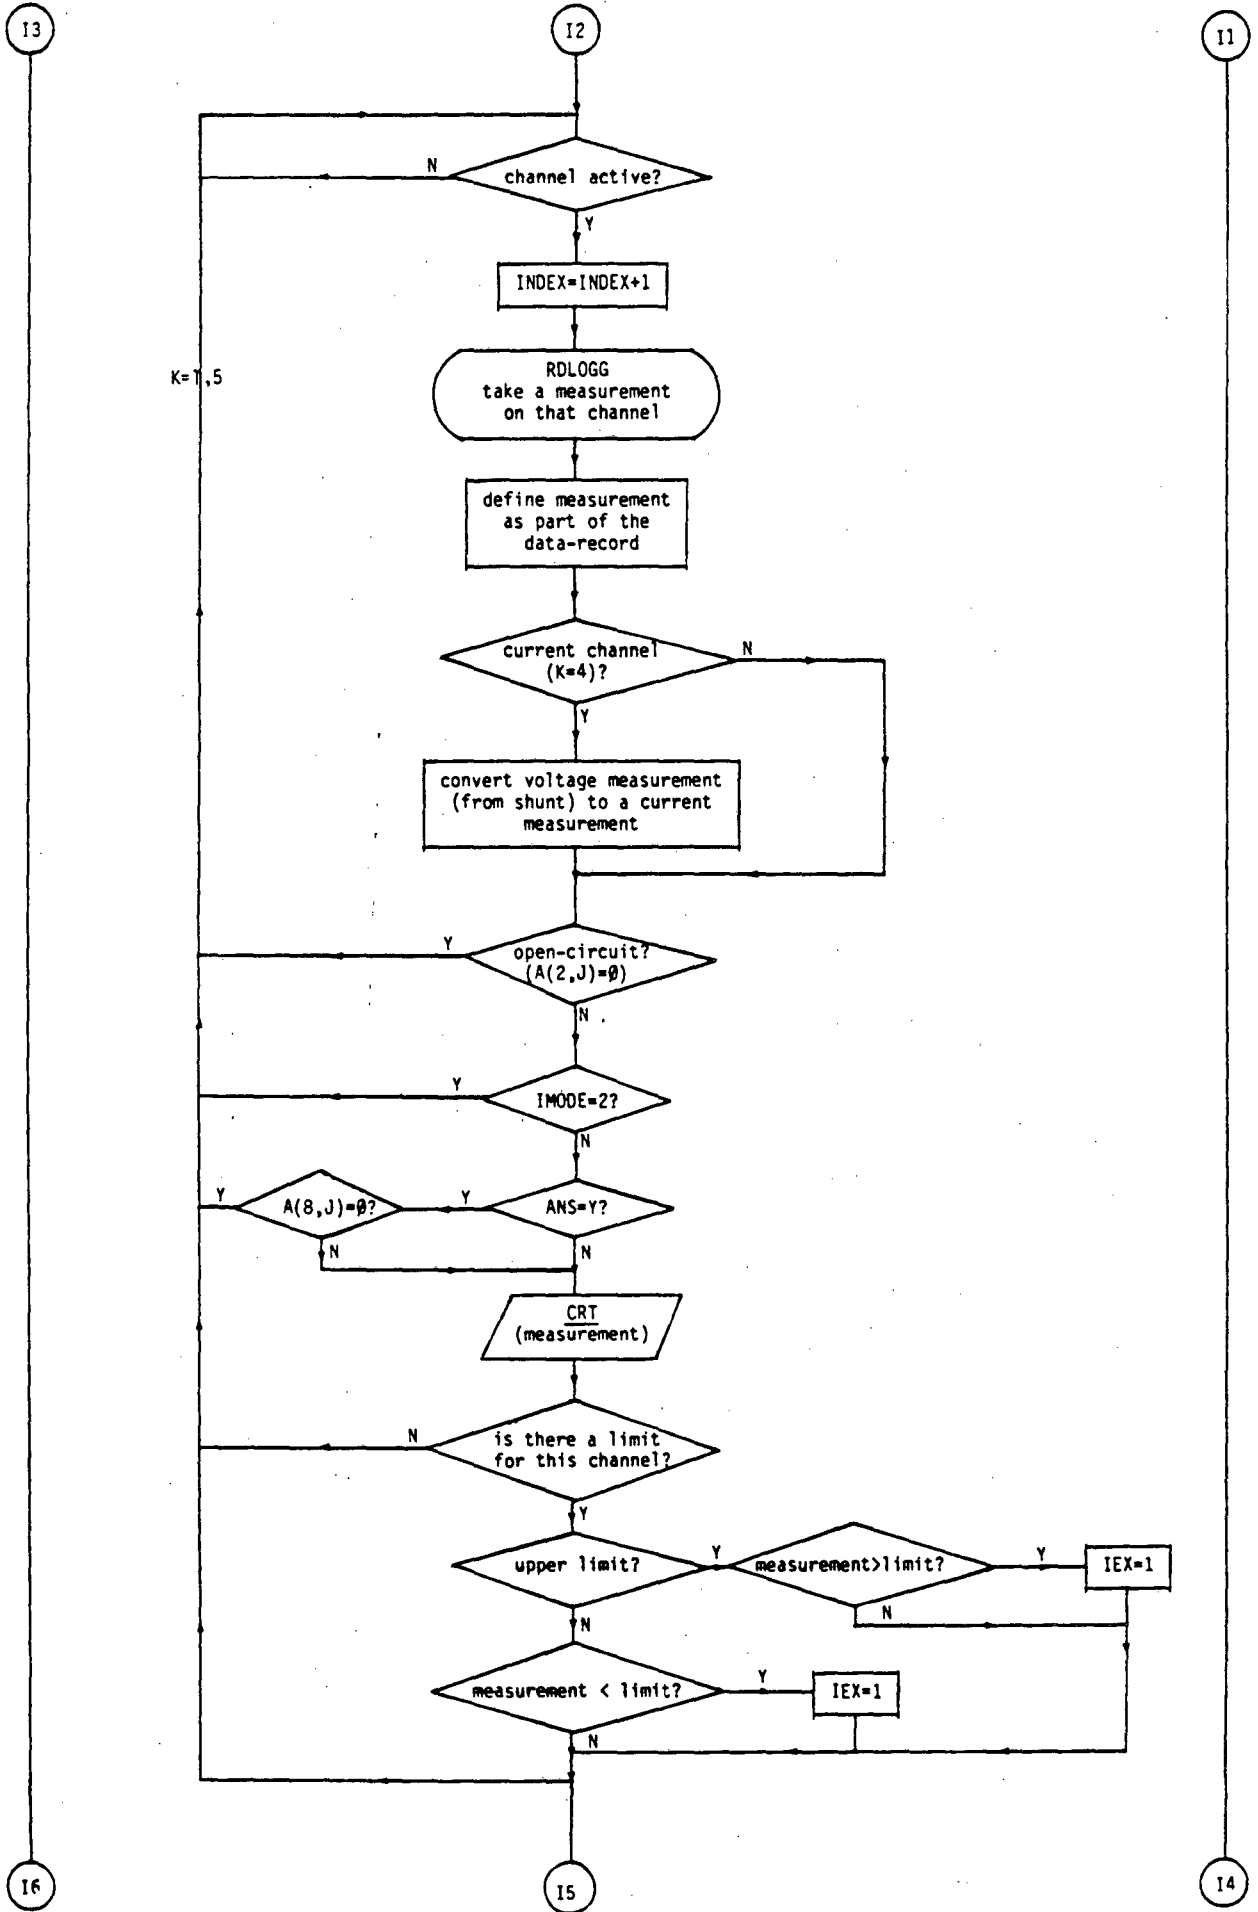 I3
I2
I1
N
channel active?
Y
INDEX=INDEX+1
RDLOGG
take a measurement
on that channel
K=1,5
define measurement
as part of the
data-record
current channel
(K=4)?
N
Y
convert voltage measurement
(from shunt) to a current
measurement
Y
open-circuit?
(A(2,J)=0)
N
Y
IMODE=2?
N
Y
A(8,J)=0?
Y
ANS=Y?
N
N
CRT
(measurement)
N
is there a limit
for this channel?
Y
upper limit?
Y
measurement>limit?
Y
IEX=1
N
N
measurement < limit?
Y
IEX=1
N
I6
I5
I4